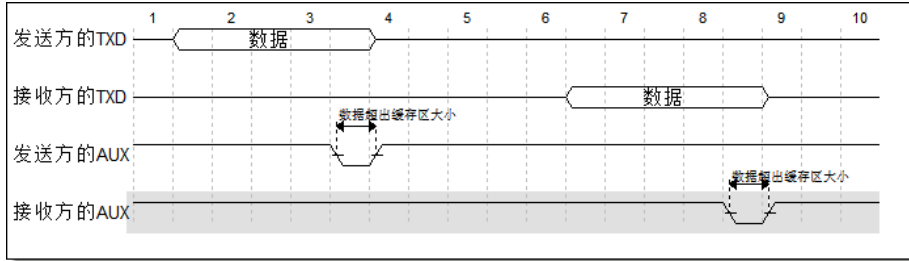 1 2 3 4 5 6 7 8 9 10
发送方的TXD 数据
接收方的TXD 数据
数据超出缓存区大小
发送方的AUX
数据超出缓存区大小
接收方的AUX